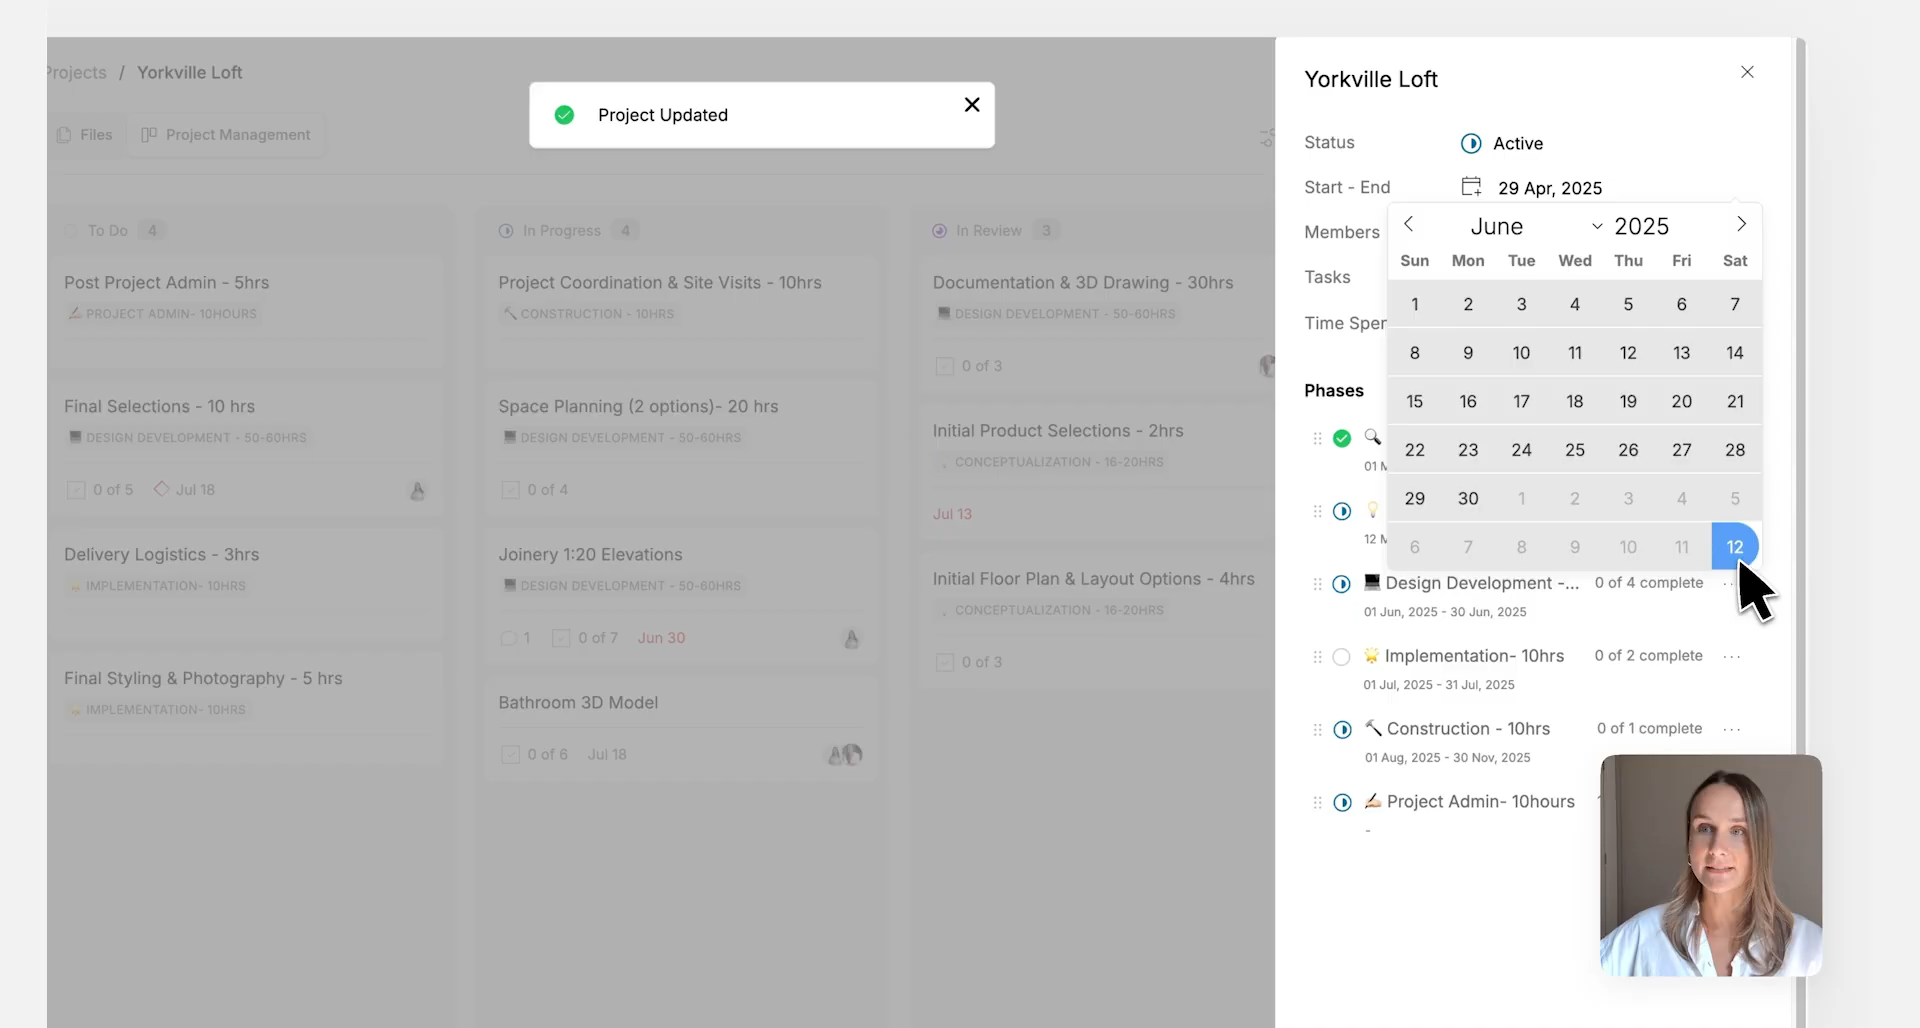 Projects / Yorkville Loft
Files
Project Management
Project Updated
To Do 4
Post Project Admin - 5hrs
PROJECT ADMIN- 10HOURS
Final Selections - 10 hrs
DESIGN DEVELOPMENT - 50-60HRS
0 of 5 Jul 18
Delivery Logistics - 3hrs
IMPLEMENTATION- 10HRS
Final Styling & Photography - 5 hrs
IMPLEMENTATION- 10HRS
In Progress 4
Project Coordination & Site Visits - 10hrs
CONSTRUCTION - 10HRS
Space Planning (2 options)- 20 hrs
DESIGN DEVELOPMENT - 50-60HRS
0 of 4
Joinery 1:20 Elevations
DESIGN DEVELOPMENT - 50-60HRS
1 0 of 7 Jun 30
Bathroom 3D Model
0 of 6 Jul 18
In Review 3
Documentation & 3D Drawing - 30hrs
DESIGN DEVELOPMENT - 50-60HRS
0 of 3
Initial Product Selections - 2hrs
CONCEPTUALIZATION - 16-20HRS
Jul 13
Initial Floor Plan & Layout Options - 4hrs
CONCEPTUALIZATION - 16-20HRS
0 of 3
Yorkville Loft
Status Active
Start - End 29 Apr, 2025
Members
Tasks
Time Sper
June 2025
Sun Mon Tue Wed Thu Fri Sat
1 2 3 4 5 6 7
8 9 10 11 12 13 14
15 16 17 18 19 20 21
22 23 24 25 26 27 28
29 30 1 2 3 4 5
6 7 8 9 10 11 12
Phases
01 M
12 M
Design Development -... 0 of 4 complete
01 Jun, 2025 - 30 Jun, 2025
Implementation- 10hrs 0 of 2 complete ...
01 Jul, 2025 - 31 Jul, 2025
Construction - 10hrs 0 of 1 complete ...
01 Aug, 2025 - 30 Nov, 2025
Project Admin- 10hours
-